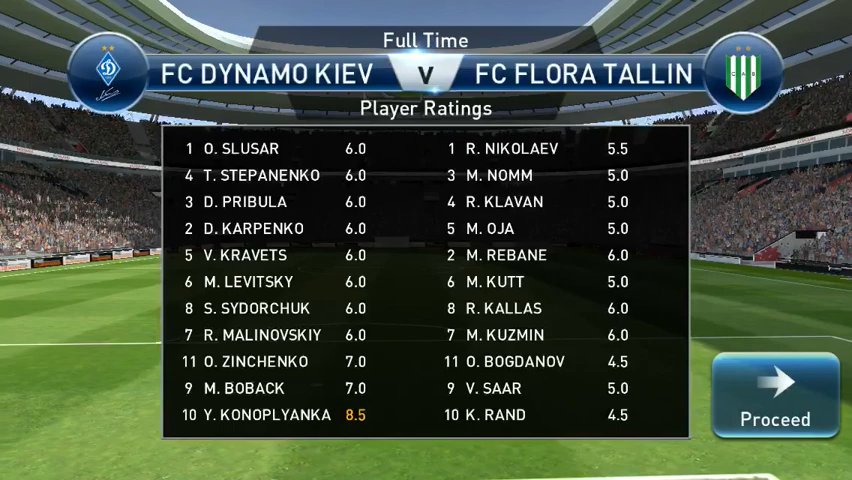 Full Time
FC DYNAMO KIEV V FC FLORA TALLIN
Player Ratings
1 O. SLUSAR 6.0 1 R. NIKOLAEV 5.5
4 T. STEPANENKO 6.0 3 M. NOMM 5.0
3 D. PRIBULA 6.0 4 R. KLAVAN 5.0
2 D. KARPENKO 6.0 5 M. OJA 5.0
5 V. KRAVETS 6.0 2 M. REBANE 6.0
6 M. LEVITSKY 6.0 6 M. KUTT 5.0
8 S. SYDORCHUK 6.0 8 R. KALLAS 6.0
7 R. MALINOVSKIY 6.0 7 M. KUZMIN 6.0
11 O. ZINCHENKO 7.0 11 O. BOGDANOV 4.5
9 M. BOBACK 7.0 9 V. SAAR 5.0
10 Y. KONOPLYANKA 8.5 10 K. RAND 4.5
Proceed